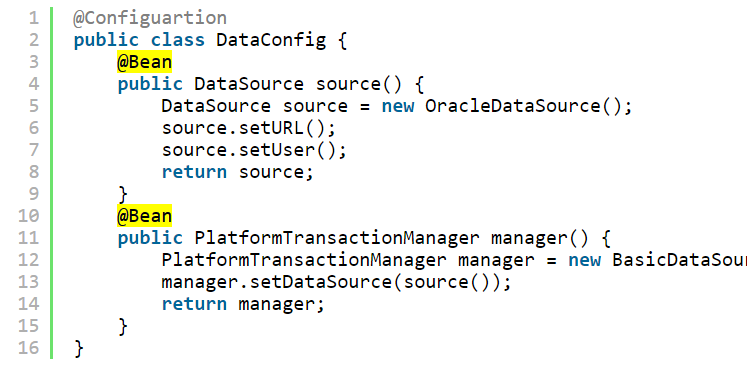 1 @Configuartion
2 public class DataConfig {
3 @Bean
4 public DataSource source() {
5 DataSource source = new OracleDataSource();
6 source.setURL();
7 source.setUser();
8 return source;
9 }
10 @Bean
11 public PlatformTransactionManager manager() {
12 PlatformTransactionManager manager = new BasicDataSou
13 manager.setDataSource(source());
14 return manager;
15 }
16 }